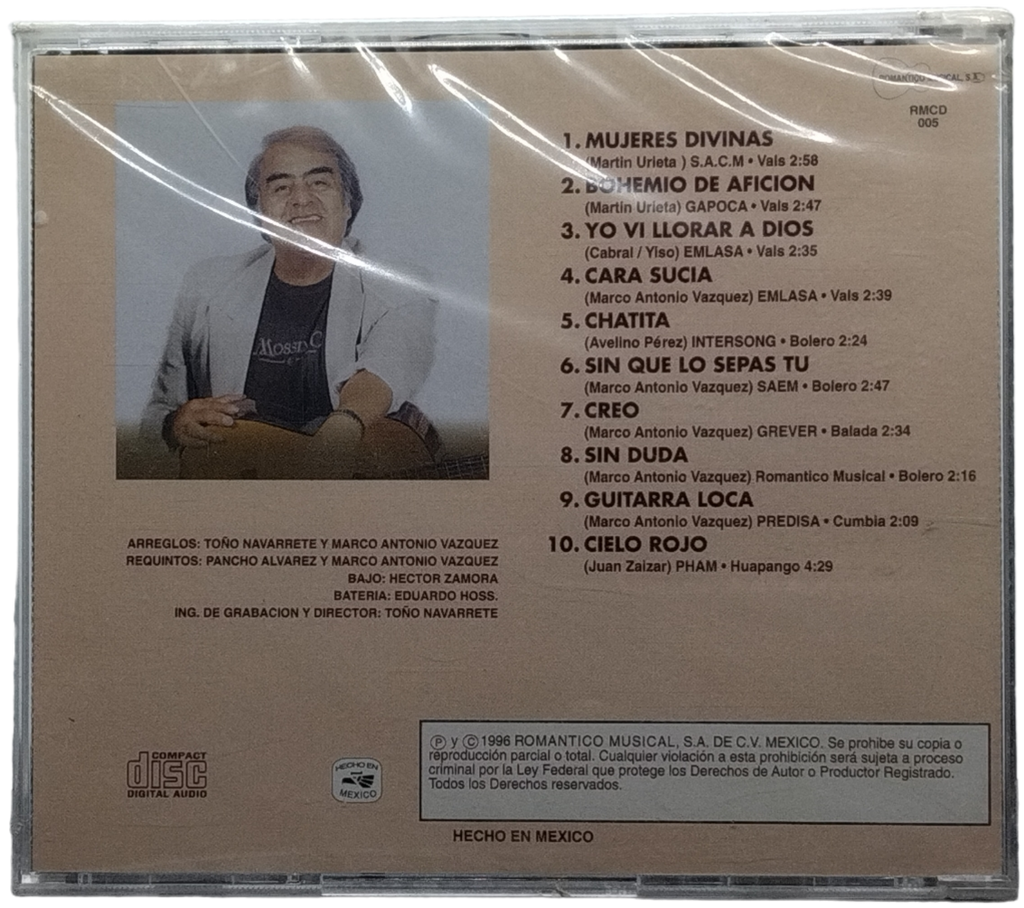 ROMANTICO MUSICAL, S.A.
RMCD
005
1. MUJERES DIVINAS
(Martin Urieta ) S.A.C.M • Vals 2:58
2. BOHEMIO DE AFICION
(Martin Urieta) GAPOCA • Vals 2:47
3. YO VI LLORAR A DIOS
(Cabral / Yiso) EMLASA • Vals 2:35
4. CARA SUCIA
(Marco Antonio Vazquez) EMLASA • Vals 2:39
5. CHATITA
(Avelino Pérez) INTERSONG • Bolero 2:24
6. SIN QUE LO SEPAS TU
(Marco Antonio Vazquez) SAEM • Bolero 2:47
7. CREO
(Marco Antonio Vazquez) GREVER • Balada 2:34
8. SIN DUDA
(Marco Antonio Vazquez) Romantico Musical • Bolero 2:16
9. GUITARRA LOCA
(Marco Antonio Vazquez) PREDISA • Cumbia 2:09
10. CIELO ROJO
(Juan Zaizar) PHAM • Huapango 4:29
ARREGLOS: TOÑO NAVARRETE Y MARCO ANTONIO VAZQUEZ
REQUINTOS: PANCHO ALVAREZ Y MARCO ANTONIO VAZQUEZ
BAJO: HECTOR ZAMORA
BATERIA: EDUARDO HOSS.
ING. DE GRABACION Y DIRECTOR: TOÑO NAVARRETE
COMPACT
disc
DIGITAL AUDIO
HECHO EN
MEXICO
Ⓟ y © 1996 ROMANTICO MUSICAL, S.A. DE C.V. MEXICO. Se prohibe su copia o
reproducción parcial o total. Cualquier violación a esta prohibición será sujeta a proceso
criminal por la Ley Federal que protege los Derechos de Autor o Productor Registrado.
Todos los Derechos reservados.
HECHO EN MEXICO